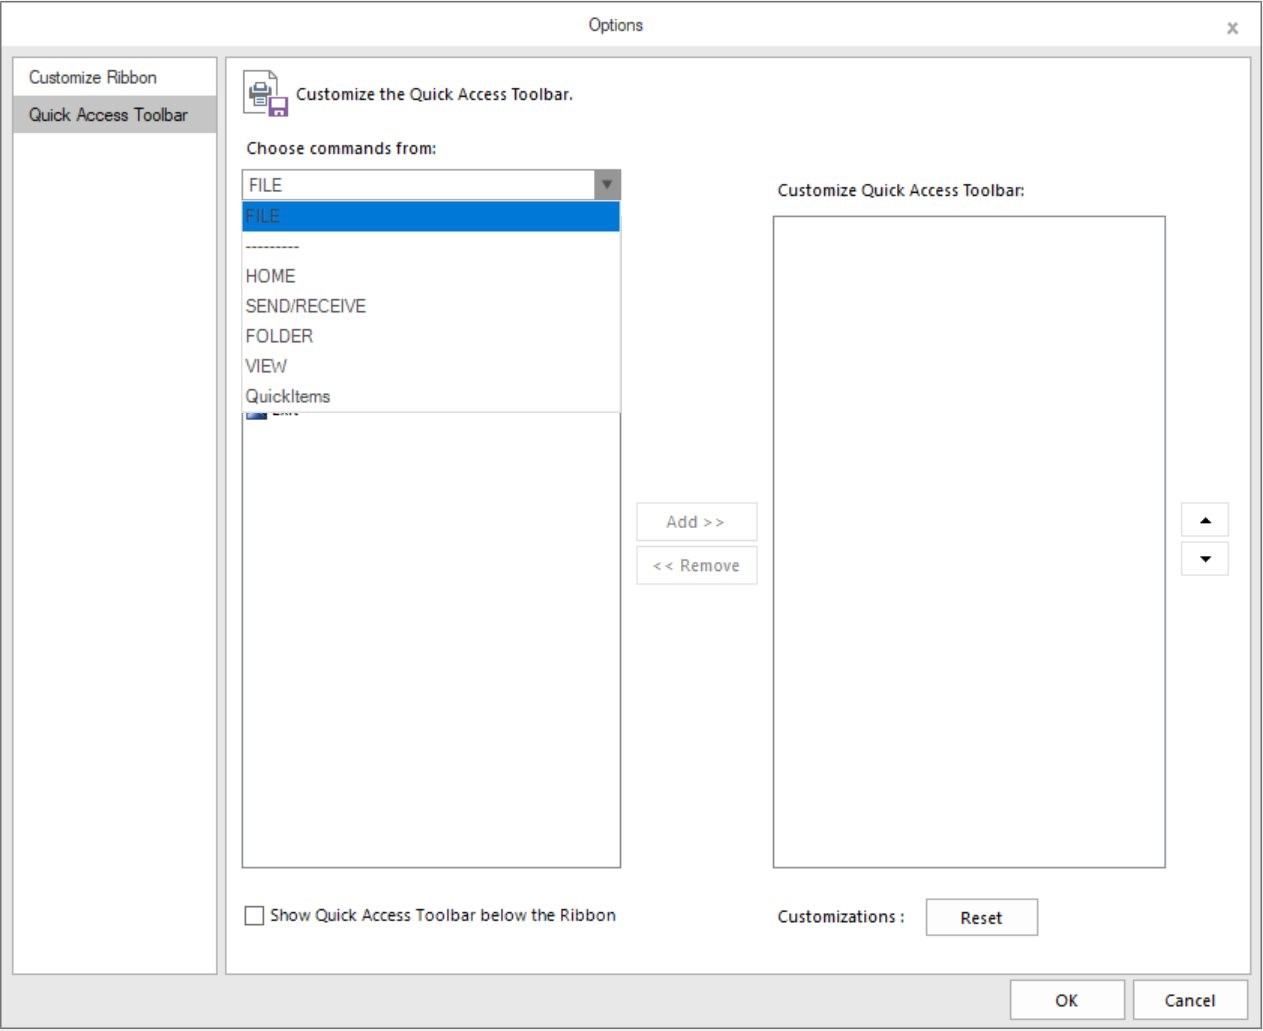 Options
x
Customize Ribbon
Quick Access Toolbar
Customize the Quick Access Toolbar.
Choose commands from:
FILE
FILE
---------
HOME
SEND/RECEIVE
FOLDER
VIEW
QuickItems
Customize Quick Access Toolbar:
Add >>
<< Remove
Show Quick Access Toolbar below the Ribbon
Customizations :
Reset
OK
Cancel